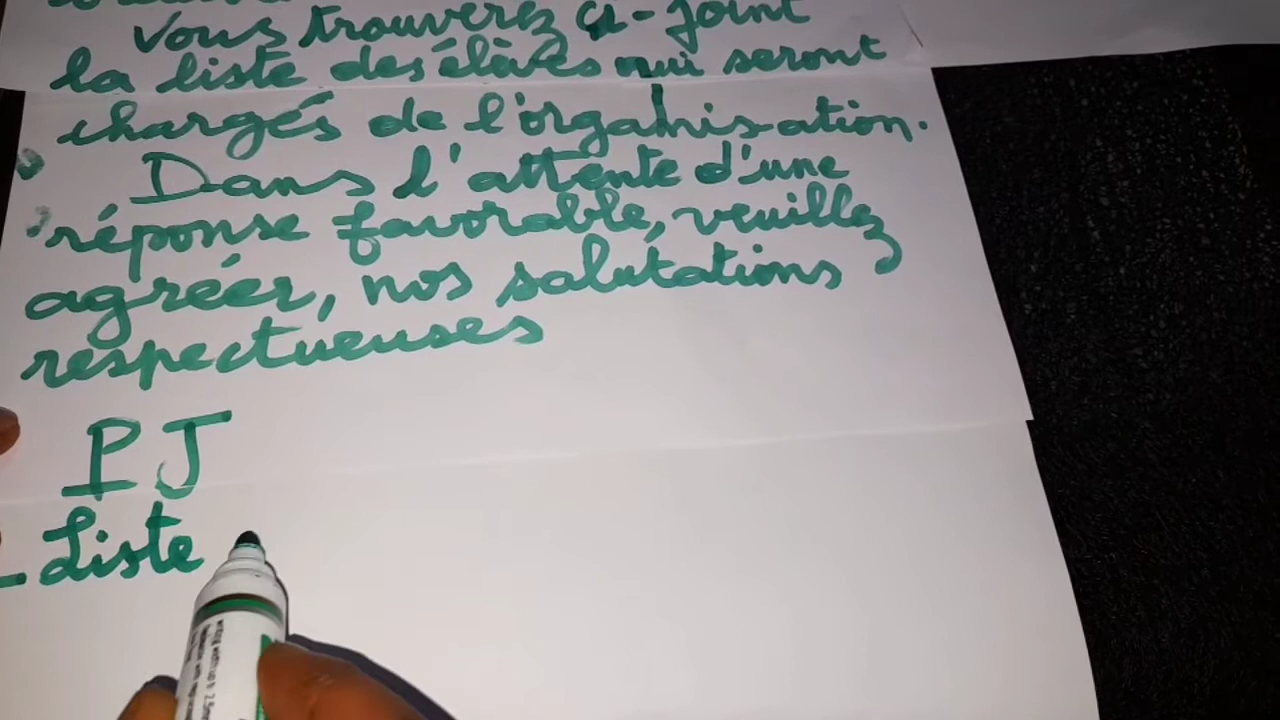 Vous trouverez ci-joint
la liste des élèves qui seront
chargés de l'organisation.
Dans l'attente d'une
réponse favorable, veuillez
agréer, nos salutations
respectueuses
PJ
- Liste